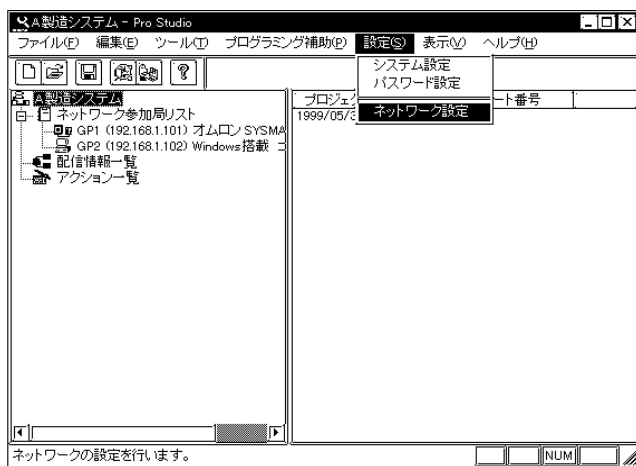 A製造システム - Pro Studio
ファイル(F) 編集(E) ツール(T) プログラミング補助(P) 設定(S) 表示(V) ヘルプ(H)
システム設定
パスワード設定
ネットワーク設定
A製造システム
ネットワーク参加局リスト
GP1 (192.168.1.101) オムロン SYSMA
GP2 (192.168.1.102) Windows搭載 コ
配信情報一覧
アクション一覧
プロジェ ート番号
1999/05/3
ネットワークの設定を行います。 NUM